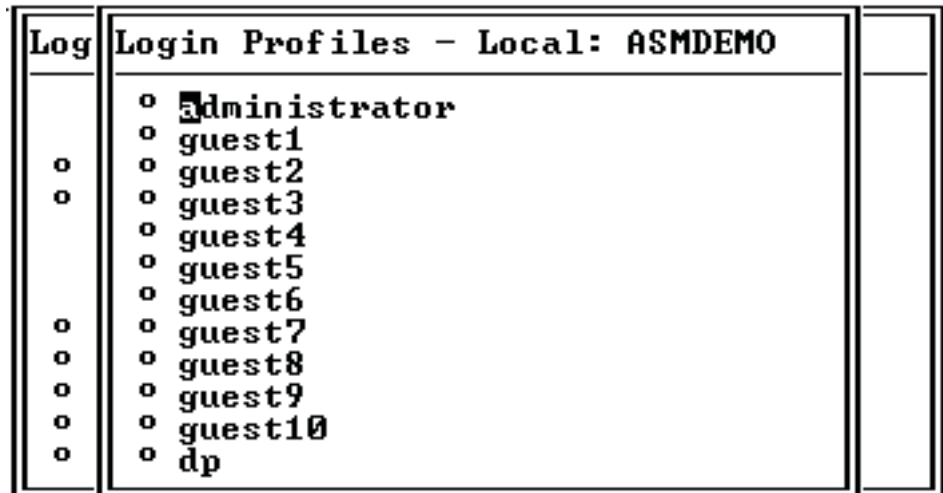 Log
Login Profiles - Local: ASMDEMO
° administrator
° guest1
° guest2
° guest3
° guest4
° guest5
° guest6
° guest7
° guest8
° guest9
° guest10
° dp